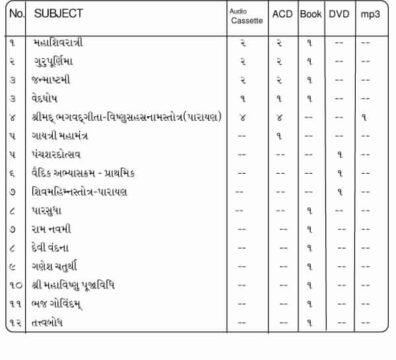 No. SUBJECT Audio Cassette ACD Book DVD mp3
૧ મહાશિવરાત્રી ૨ ૨ ૧ -- --
૨ ગુરુપૂર્ણિમા ૨ ૨ ૧ -- --
૩ જન્માષ્ટમી ૨ ૨ ૧ -- --
૩ વેદઘોષ ૧ ૧ ૧ -- --
૪ શ્રીમદ્ ભગવદ્ગીતા-વિષ્ણુસહસ્રનામસ્તોત્ર(પારાયણ) ૪ ૪ -- -- ૧
૫ ગાયત્રી મહામંત્ર -- ૧ -- -- --
૫ પંચશરદોત્સવ -- -- -- ૧ --
૬ વૈદિક અભ્યાસક્રમ - પ્રાથમિક -- -- -- ૧ --
૭ શિવમહિમ્નસ્તોત્ર-પારાયણ -- -- -- ૧ --
૮ પારસુધા -- -- ૧ -- --
૭ રામ નવમી -- -- ૧ -- --
૮ દેવી વંદના -- -- ૧ -- --
૯ ગણેશ ચતુર્થી -- -- ૧ -- --
૧૦ શ્રી મહાવિષ્ણુ પૂજાવિધિ -- -- ૧ -- --
૧૧ ભજ ગોવિંદમ્ -- -- ૧ -- --
૧૨ તત્ત્વબોધ -- -- ૧ -- --